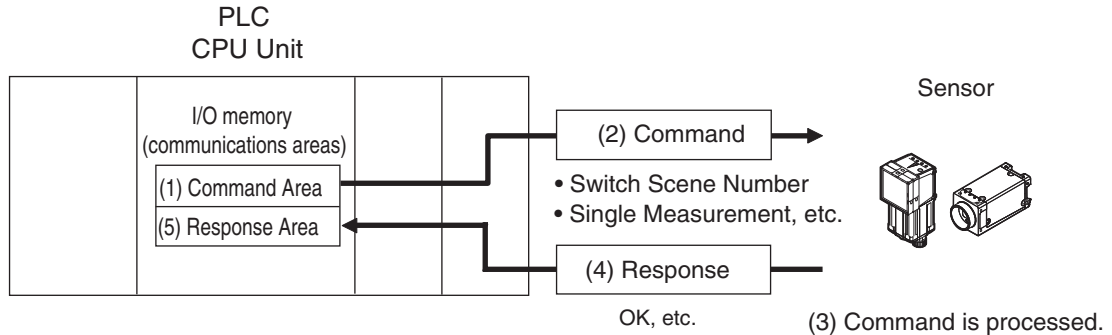 PLC
CPU Unit
Sensor
I/O memory
(communications areas)
(1) Command Area
(5) Response Area
(2) Command
• Switch Scene Number
• Single Measurement, etc.
(4) Response
OK, etc.
(3) Command is processed.